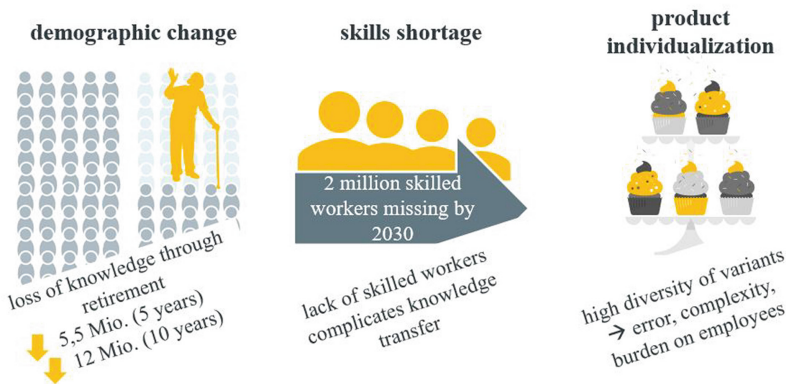 demographic change
loss of knowledge through
retirement
5,5 Mio. (5 years)
12 Mio. (10 years)
skills shortage
2 million skilled
workers missing by
2030
lack of skilled workers
complicates knowledge
transfer
product
individualization
high diversity of variants
→ error, complexity,
burden on employees